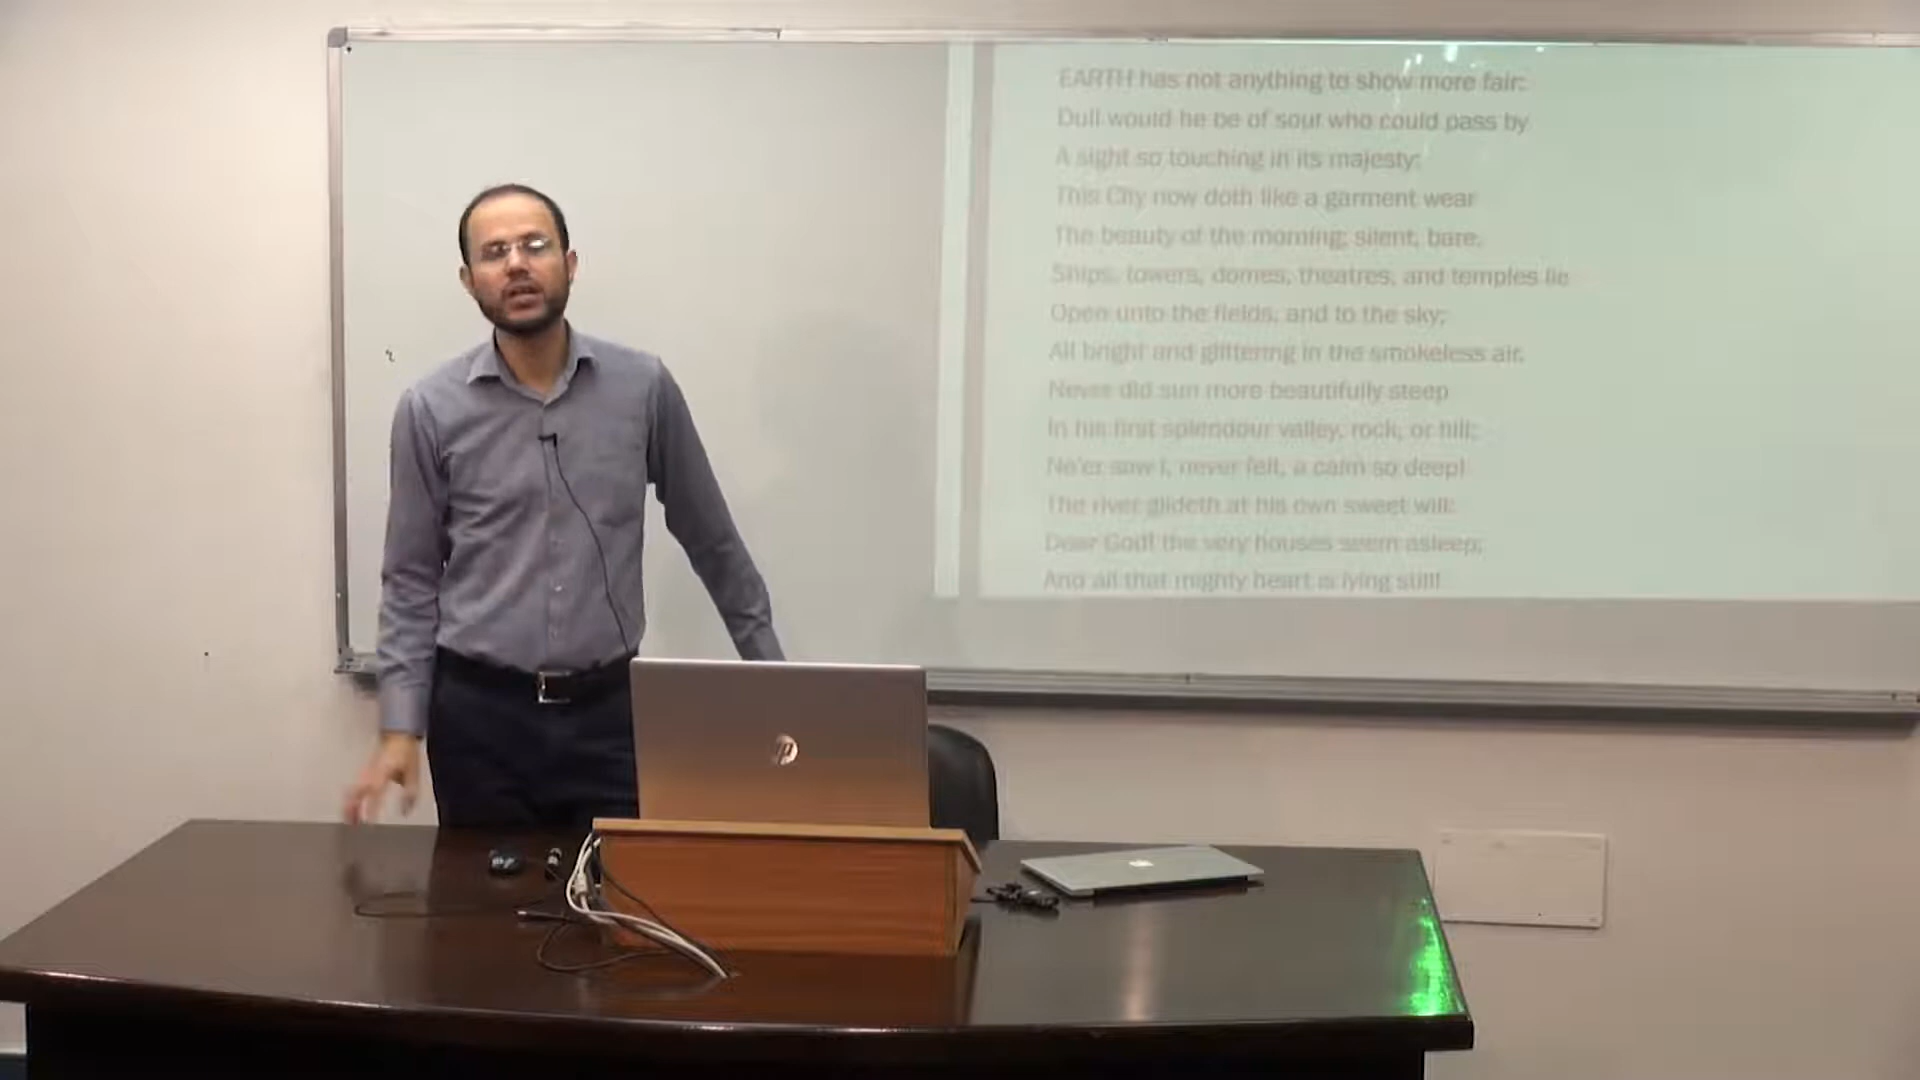 EARTH has not anything to show more fair:
Dull would he be of soul who could pass by
A sight so touching in its majesty:
This City now doth like a garment wear
The beauty of the morning; silent, bare,
Ships, towers, domes, theatres, and temples lie
Open unto the fields, and to the sky;
All bright and glittering in the smokeless air.
Never did sun more beautifully steep
In his first splendour valley, rock, or hill;
Ne'er saw I, never felt, a calm so deep!
The river glideth at his own sweet will:
Dear God! the very houses seem asleep;
And all that mighty heart is lying still!
hp